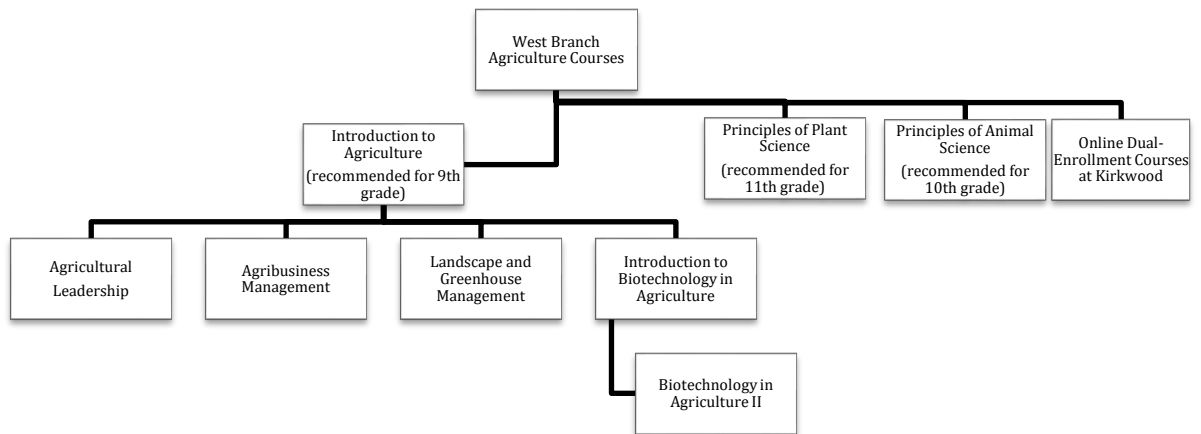 West Branch
Agriculture Courses
Introduction to
Agriculture
(recommended for 9th
grade)
Principles of Plant
Science
(recommended for
11th grade)
Principles of Animal
Science
(recommended for
10th grade)
Online Dual-
Enrollment Courses
at Kirkwood
Agricultural
Leadership
Agribusiness
Management
Landscape and
Greenhouse
Management
Introduction to
Biotechnology in
Agriculture
Biotechnology in
Agriculture II